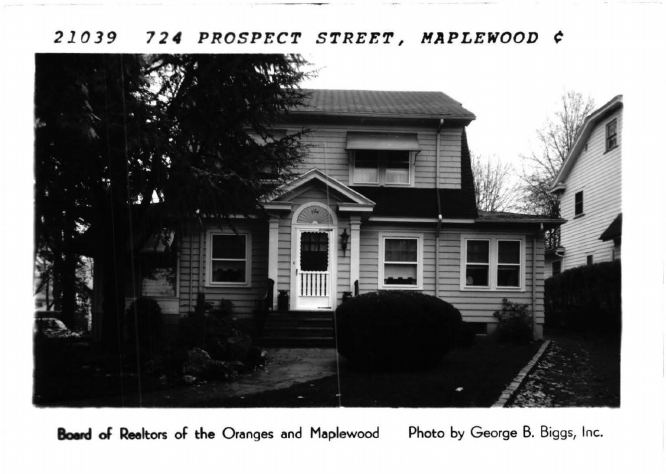 21039 724 PROSPECT STREET, MAPLEWOOD ¢
Board of Realtors of the Oranges and Maplewood Photo by George B. Biggs, Inc.